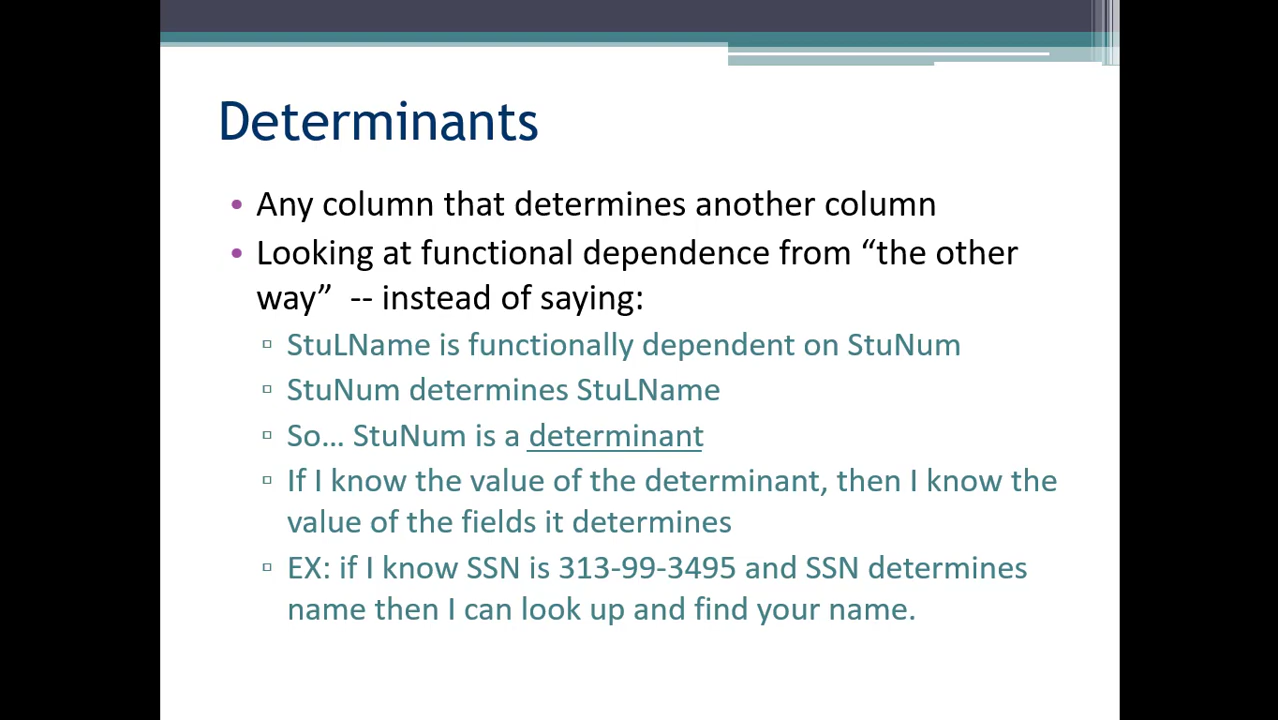 Determinants
• Any column that determines another column
• Looking at functional dependence from “the other
way” -- instead of saying:
▫ StuLName is functionally dependent on StuNum
▫ StuNum determines StuLName
▫ So… StuNum is a determinant
▫ If I know the value of the determinant, then I know the
value of the fields it determines
▫ EX: if I know SSN is 313-99-3495 and SSN determines
name then I can look up and find your name.